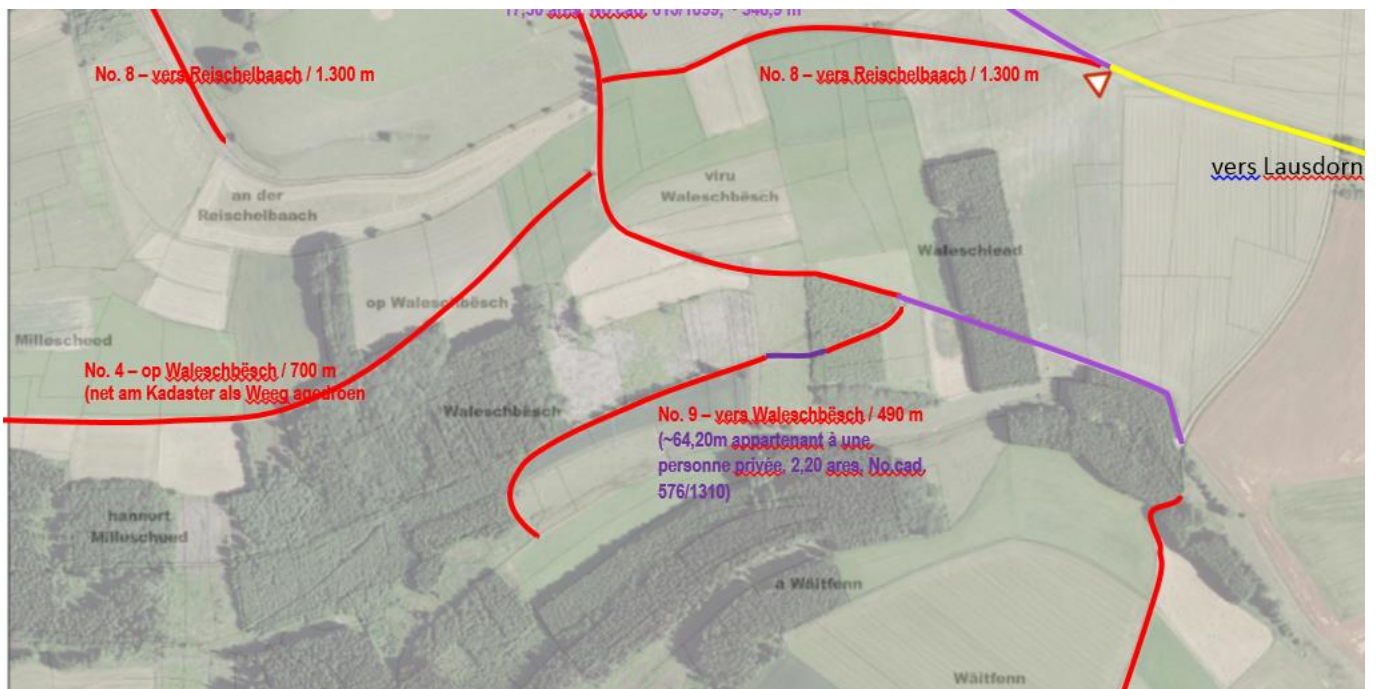 No. 8 – vers Reischelbaach / 1.300 m
No. 8 – vers Reischelbaach / 1.300 m
vers Lausdorn
an der
Reischelbaach
viru
Waleschbësch
Waleschlead
op Waleschbësch
Milleschued
No. 4 – op Waleschbësch / 700 m
(net am Kadaster als Weeg agedroen
Waleschbësch
No. 9 – vers Waleschbësch / 490 m
(~64,20m appartenant à une
personne privée, 2,20 ares, No.cad.
576/1310)
hannert
Milleschued
a Wäitfenn
Wäitfenn